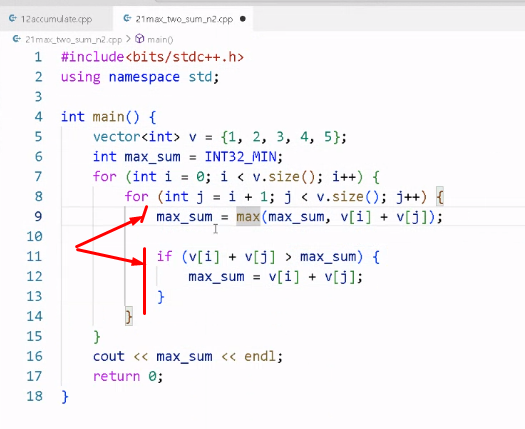 12accumulate.cpp 21max_two_sum_n2.cpp
21max_two_sum_n2.cpp > main()
1 #include<bits/stdc++.h>
2 using namespace std;
3
4 int main() {
5 vector<int> v = {1, 2, 3, 4, 5};
6 int max_sum = INT32_MIN;
7 for (int i = 0; i < v.size(); i++) {
8 for (int j = i + 1; j < v.size(); j++) {
9 max_sum = max(max_sum, v[i] + v[j]);
10
11 if (v[i] + v[j] > max_sum) {
12 max_sum = v[i] + v[j];
13 }
14 }
15 }
16 cout << max_sum << endl;
17 return 0;
18 }